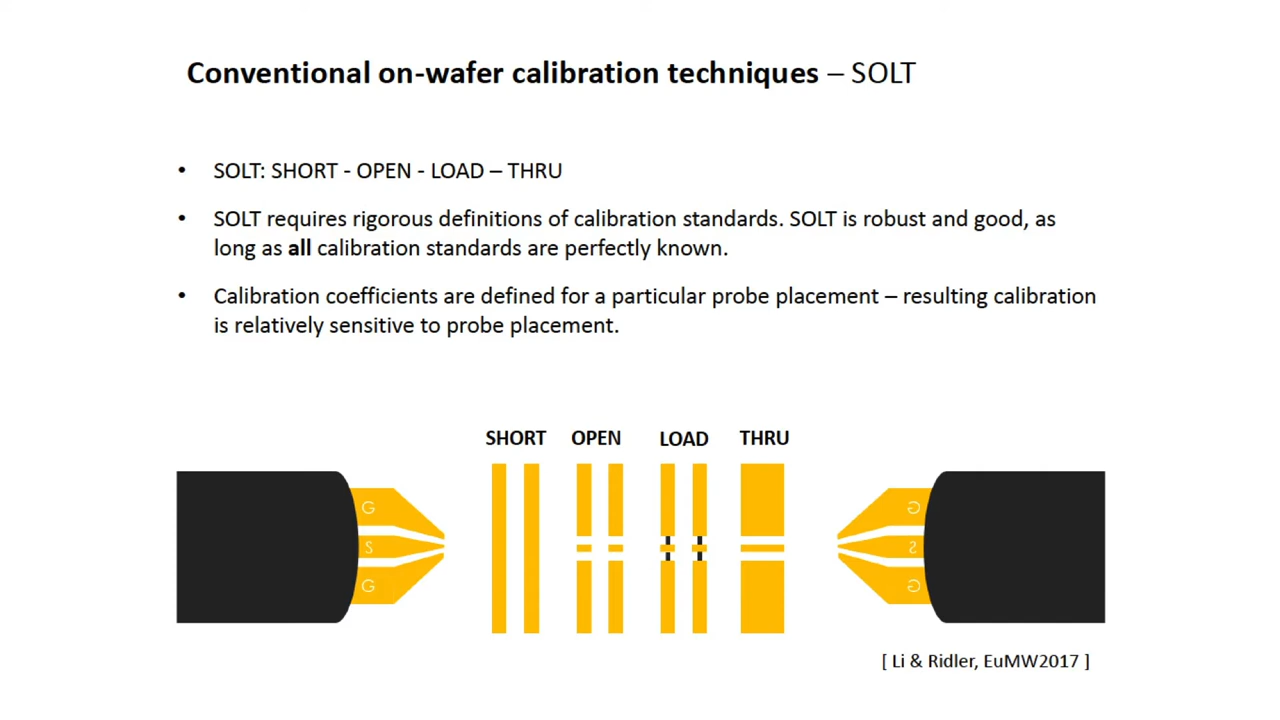 Conventional on-wafer calibration techniques – SOLT
• SOLT: SHORT - OPEN - LOAD – THRU
• SOLT requires rigorous definitions of calibration standards. SOLT is robust and good, as
long as all calibration standards are perfectly known.
• Calibration coefficients are defined for a particular probe placement – resulting calibration
is relatively sensitive to probe placement.
SHORT OPEN LOAD THRU
G G
S S
G G
[ Li & Ridler, EuMW2017 ]